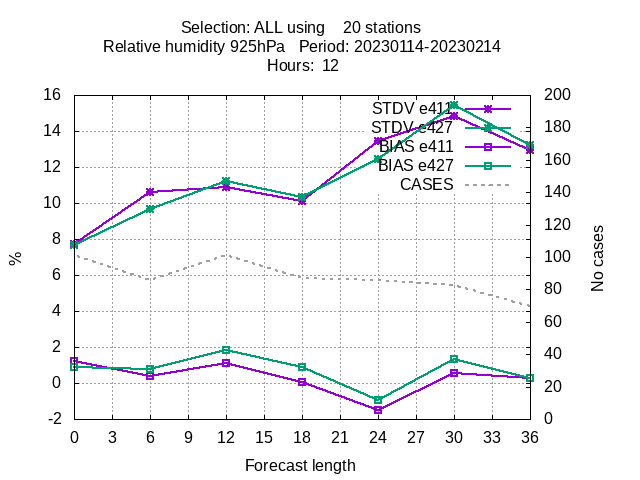 Selection: ALL using    20 stations
Relative humidity 925hPa   Period: 20230114-20230214
Hours: 12
16
14
12
10
8
6
4
2
0
-2
%
STDV e411
STDV e427
BIAS e411
BIAS e427
CASES
200
180
160
140
120
100
80
60
40
20
0
No cases
0 3 6 9 12 15 18 21 24 27 30 33 36
Forecast length